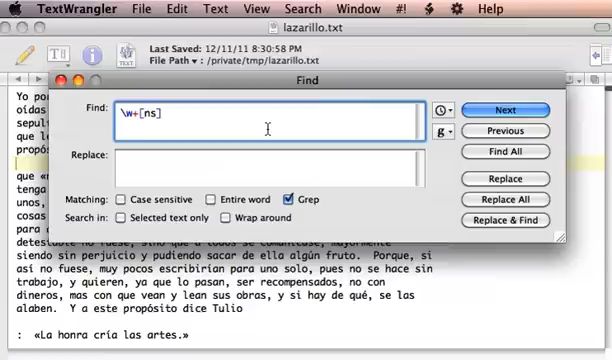 TextWrangler File Edit Text View Search Window #! Help
lazarillo.txt
Last Saved: 12/11/11 8:30:58 PM
File Path ▾ : /private/tmp/lazarillo.txt
Find
Yo po
oídas
sepult
que le
propós
que «n
tenga
unos,
cosas
para
Find: \w+[ns]
Replace:
Matching: Case sensitive Entire word Grep
Search in: Selected text only Wrap around
g
Next
Previous
Find All
Replace
Replace All
Replace & Find
detestable no fuese, sino que a todos se comunicase, mayormente
siendo sin perjuicio y pudiendo sacar de ella algún fruto. Porque, si
así no fuese, muy pocos escribirían para uno solo, pues no se hace sin
trabajo, y quieren, ya que lo pasan, ser recompensados, no con
dineros, mas con que vean y lean sus obras, y si hay de qué, se las
alaben. Y a este propósito dice Tulio
: «La honra cría las artes.»